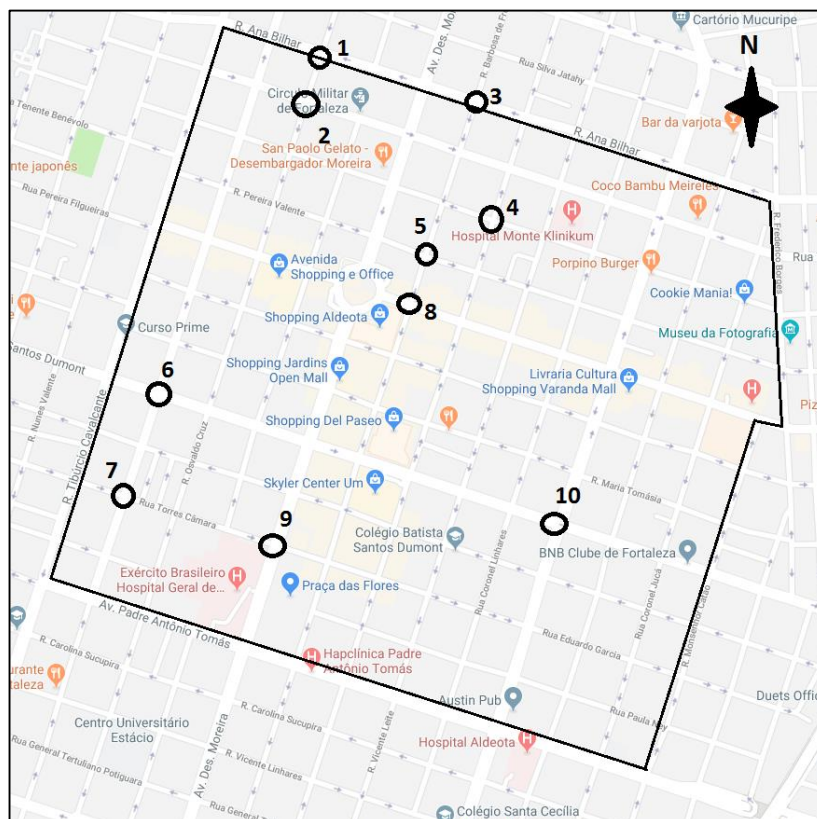 Cartório Mucuripe
R. Ana Bilhar
Av. Des. Moreira
R. Barbosa de Fr
N
1
Rua Silva Jatahy
Circulo Militar
de Fortaleza
3
Bar da varjota
a Tenente Benévolo
2
R. Ana Bilhar
San Paolo Gelato -
Desembargador Moreira
nte japonês
Rua Pereira Filgueiras
R. Pereira Valente
Coco Bambu Meireles
4
Hospital Monte Klinikum
R. Frederico Borges
Rua
5
Avenida
Shopping e Office
Porpino Burger
Cookie Mania!
8
Shopping Aldeota
Curso Prime
Museu da Fotografia
Santos Dumont
6
Shopping Jardins
Open Mall
Livraria Cultura
Shopping Varanda Mall
R. Nunes Valente
R. Tibúrcio Cavalcante
R. Osvaldo Cruz
Shopping Del Paseo
Piz
7
Skyler Center Um
R. Maria Tomásia
10
Rua Torres Câmara
9
Colégio Batista
Santos Dumont
BNB Clube de Fortaleza
Exército Brasileiro
Hospital Geral de...
Praça das Flores
Rua Coronel Linhares
Rua Coronel Jucá
R. Monsenhor Catão
Av. Padre Antônio Tomás
R. Carolina Sucupira
Rua Eduardo Garcia
Hapclínica Padre
Antônio Tomás
urante
rtaleza
Duets Offic
Austin Pub
Rua Paula Ney
Centro Universitário
Estácio
R. Carolina Sucupira
R. Vicente Leite
Hospital Aldeota
Rua General Tertuliano Potiguara
Av. Des. Moreira
R. Vicente Linhares
Rua General Tert
Colégio Santa Cecília